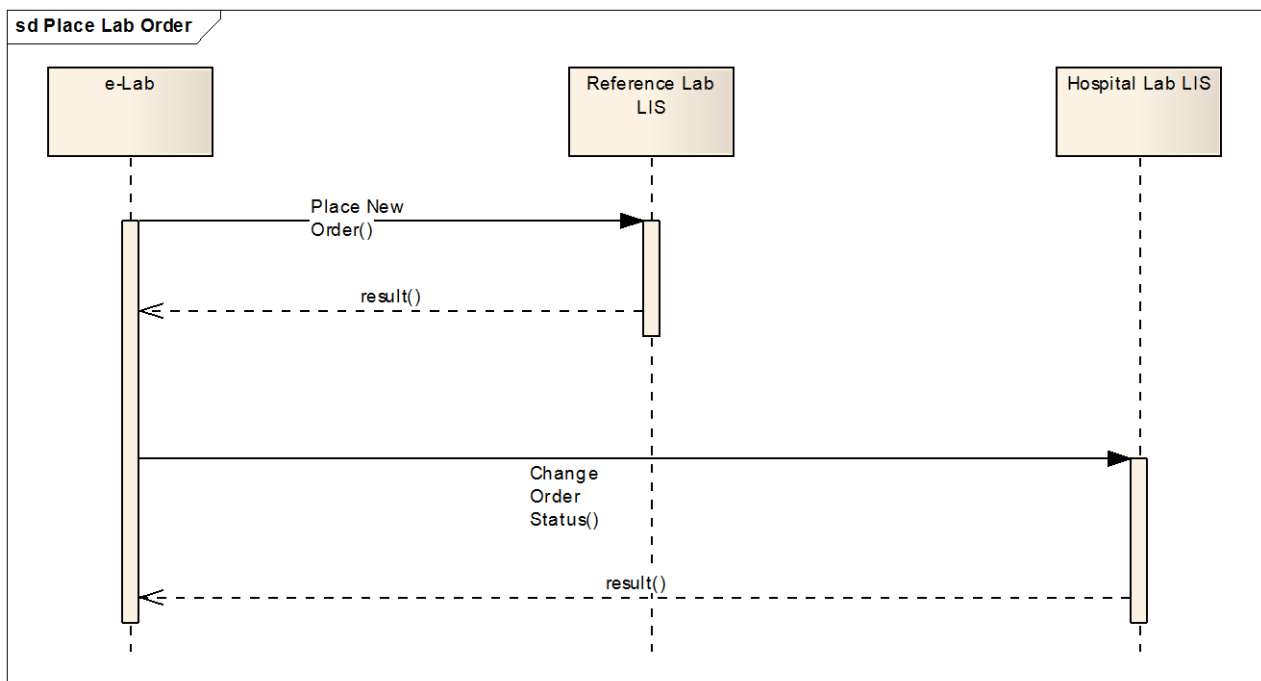 sd Place Lab Order
e-Lab
Reference Lab
LIS
Hospital Lab LIS
Place New
Order()
result()
Change
Order
Status()
result()